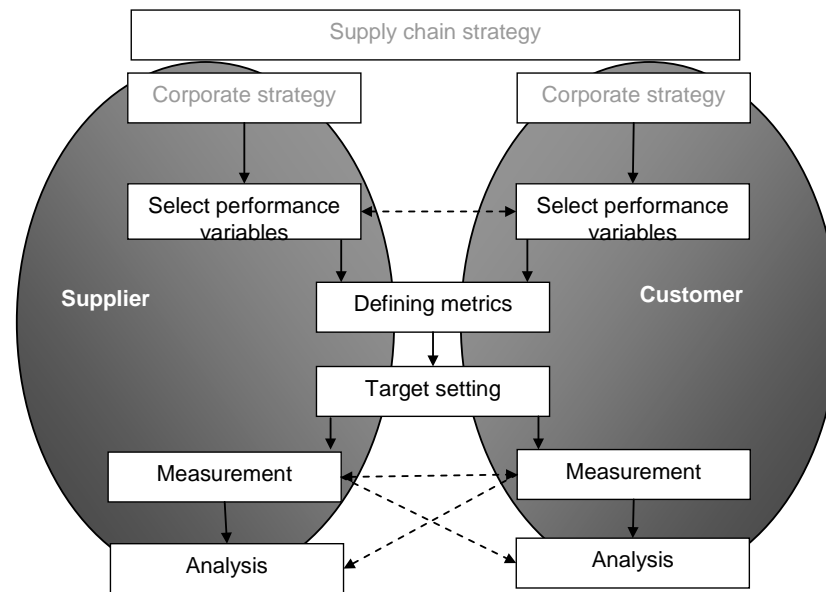 Supply chain strategy
Corporate strategy
Corporate strategy
Select performance
variables
Select performance
variables
Supplier
Customer
Defining metrics
Target setting
Measurement
Measurement
Analysis
Analysis